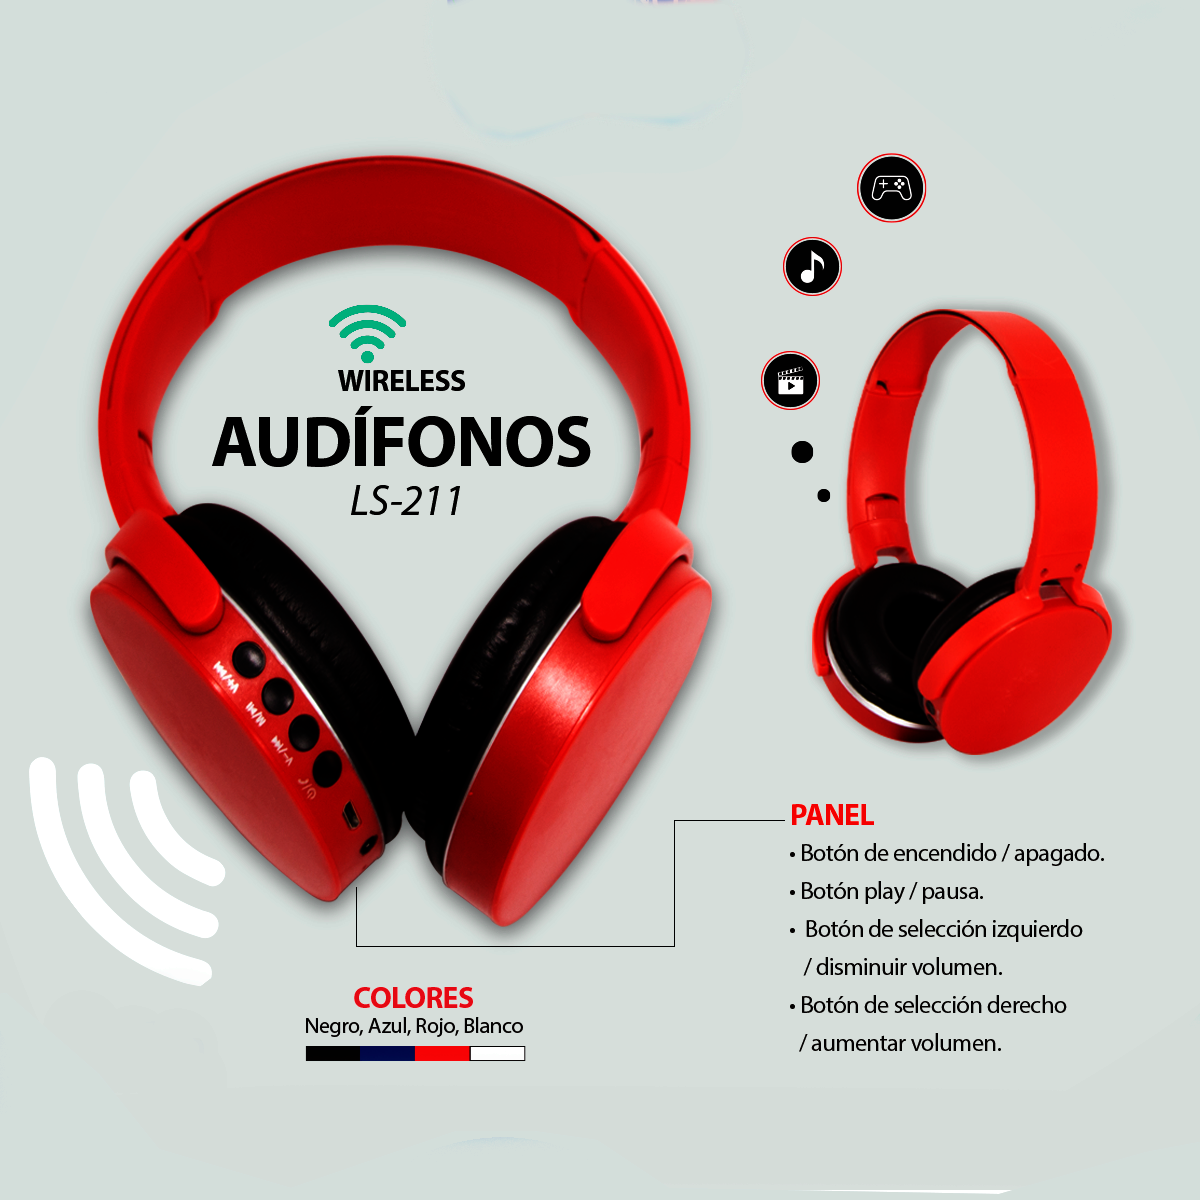 WIRELESS
AUDÍFONOS
LS-211
V+/⏭
⏯
V-/⏮
PANEL
• Botón de encendido / apagado.
• Botón play / pausa.
• Botón de selección izquierdo
/ disminuir volumen.
• Botón de selección derecho
/ aumentar volumen.
COLORES
Negro, Azul, Rojo, Blanco